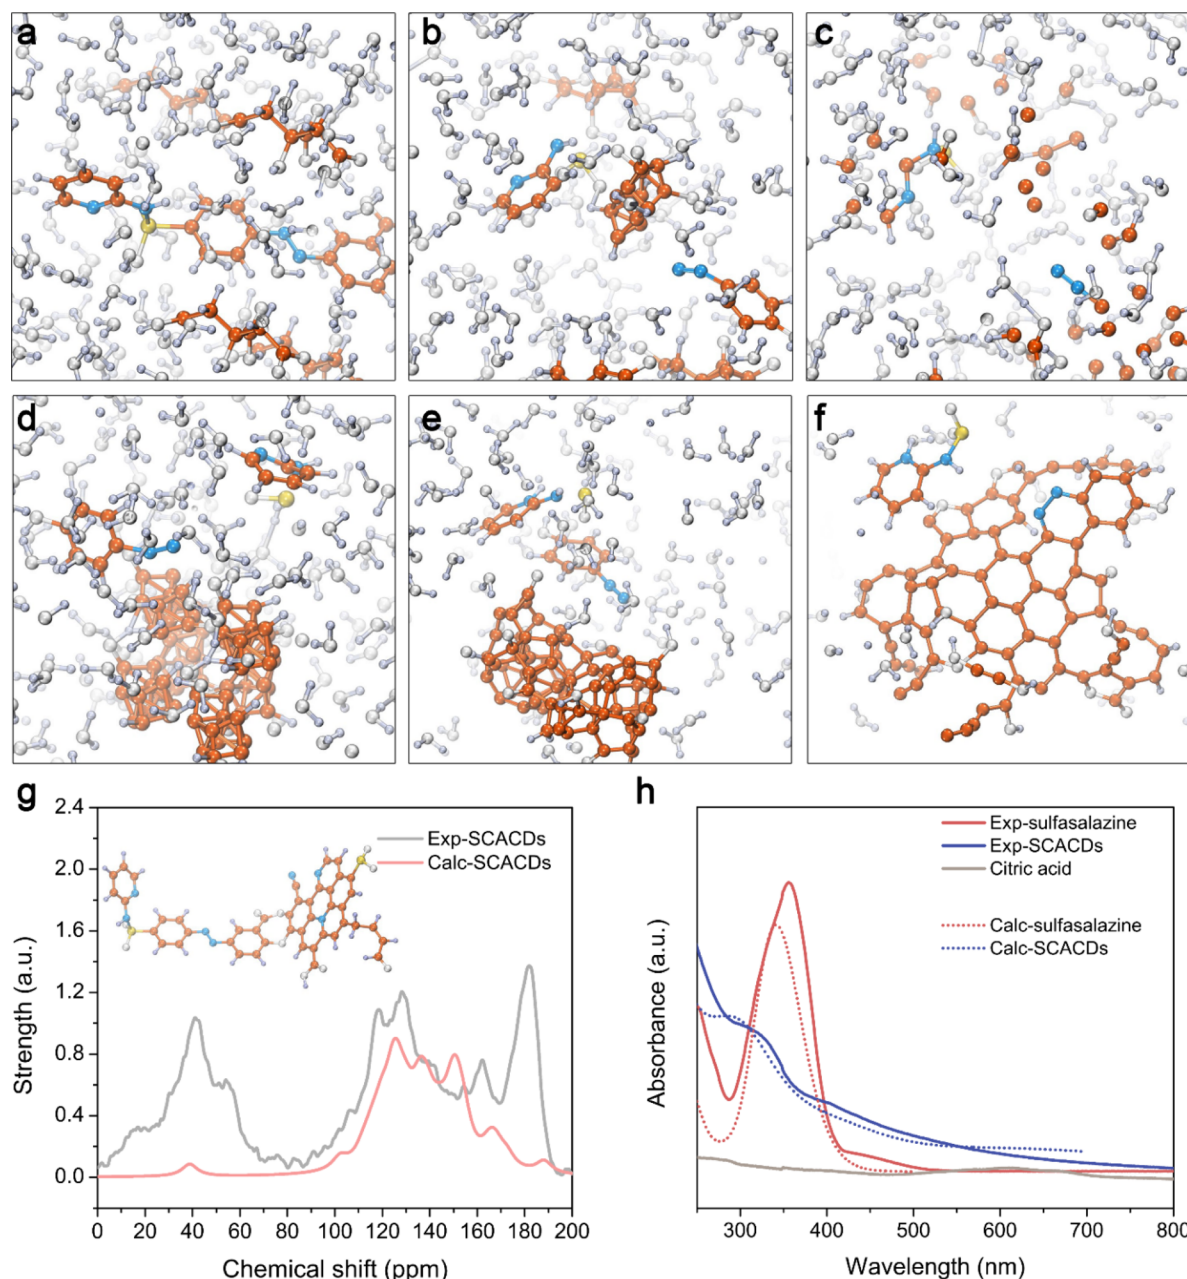 a
b
c
d
e
f
g
2.4
2.0
1.6
1.2
0.8
0.4
0.0
Strength (a.u.)
Exp-SCACDs
Calc-SCACDs
0 20 40 60 80 100 120 140 160 180 200
Chemical shift (ppm)
h
Absorbance (a.u.)
Exp-sulfasalazine
Exp-SCACDs
Citric acid
Calc-sulfasalazine
Calc-SCACDs
300 400 500 600 700 800
Wavelength (nm)